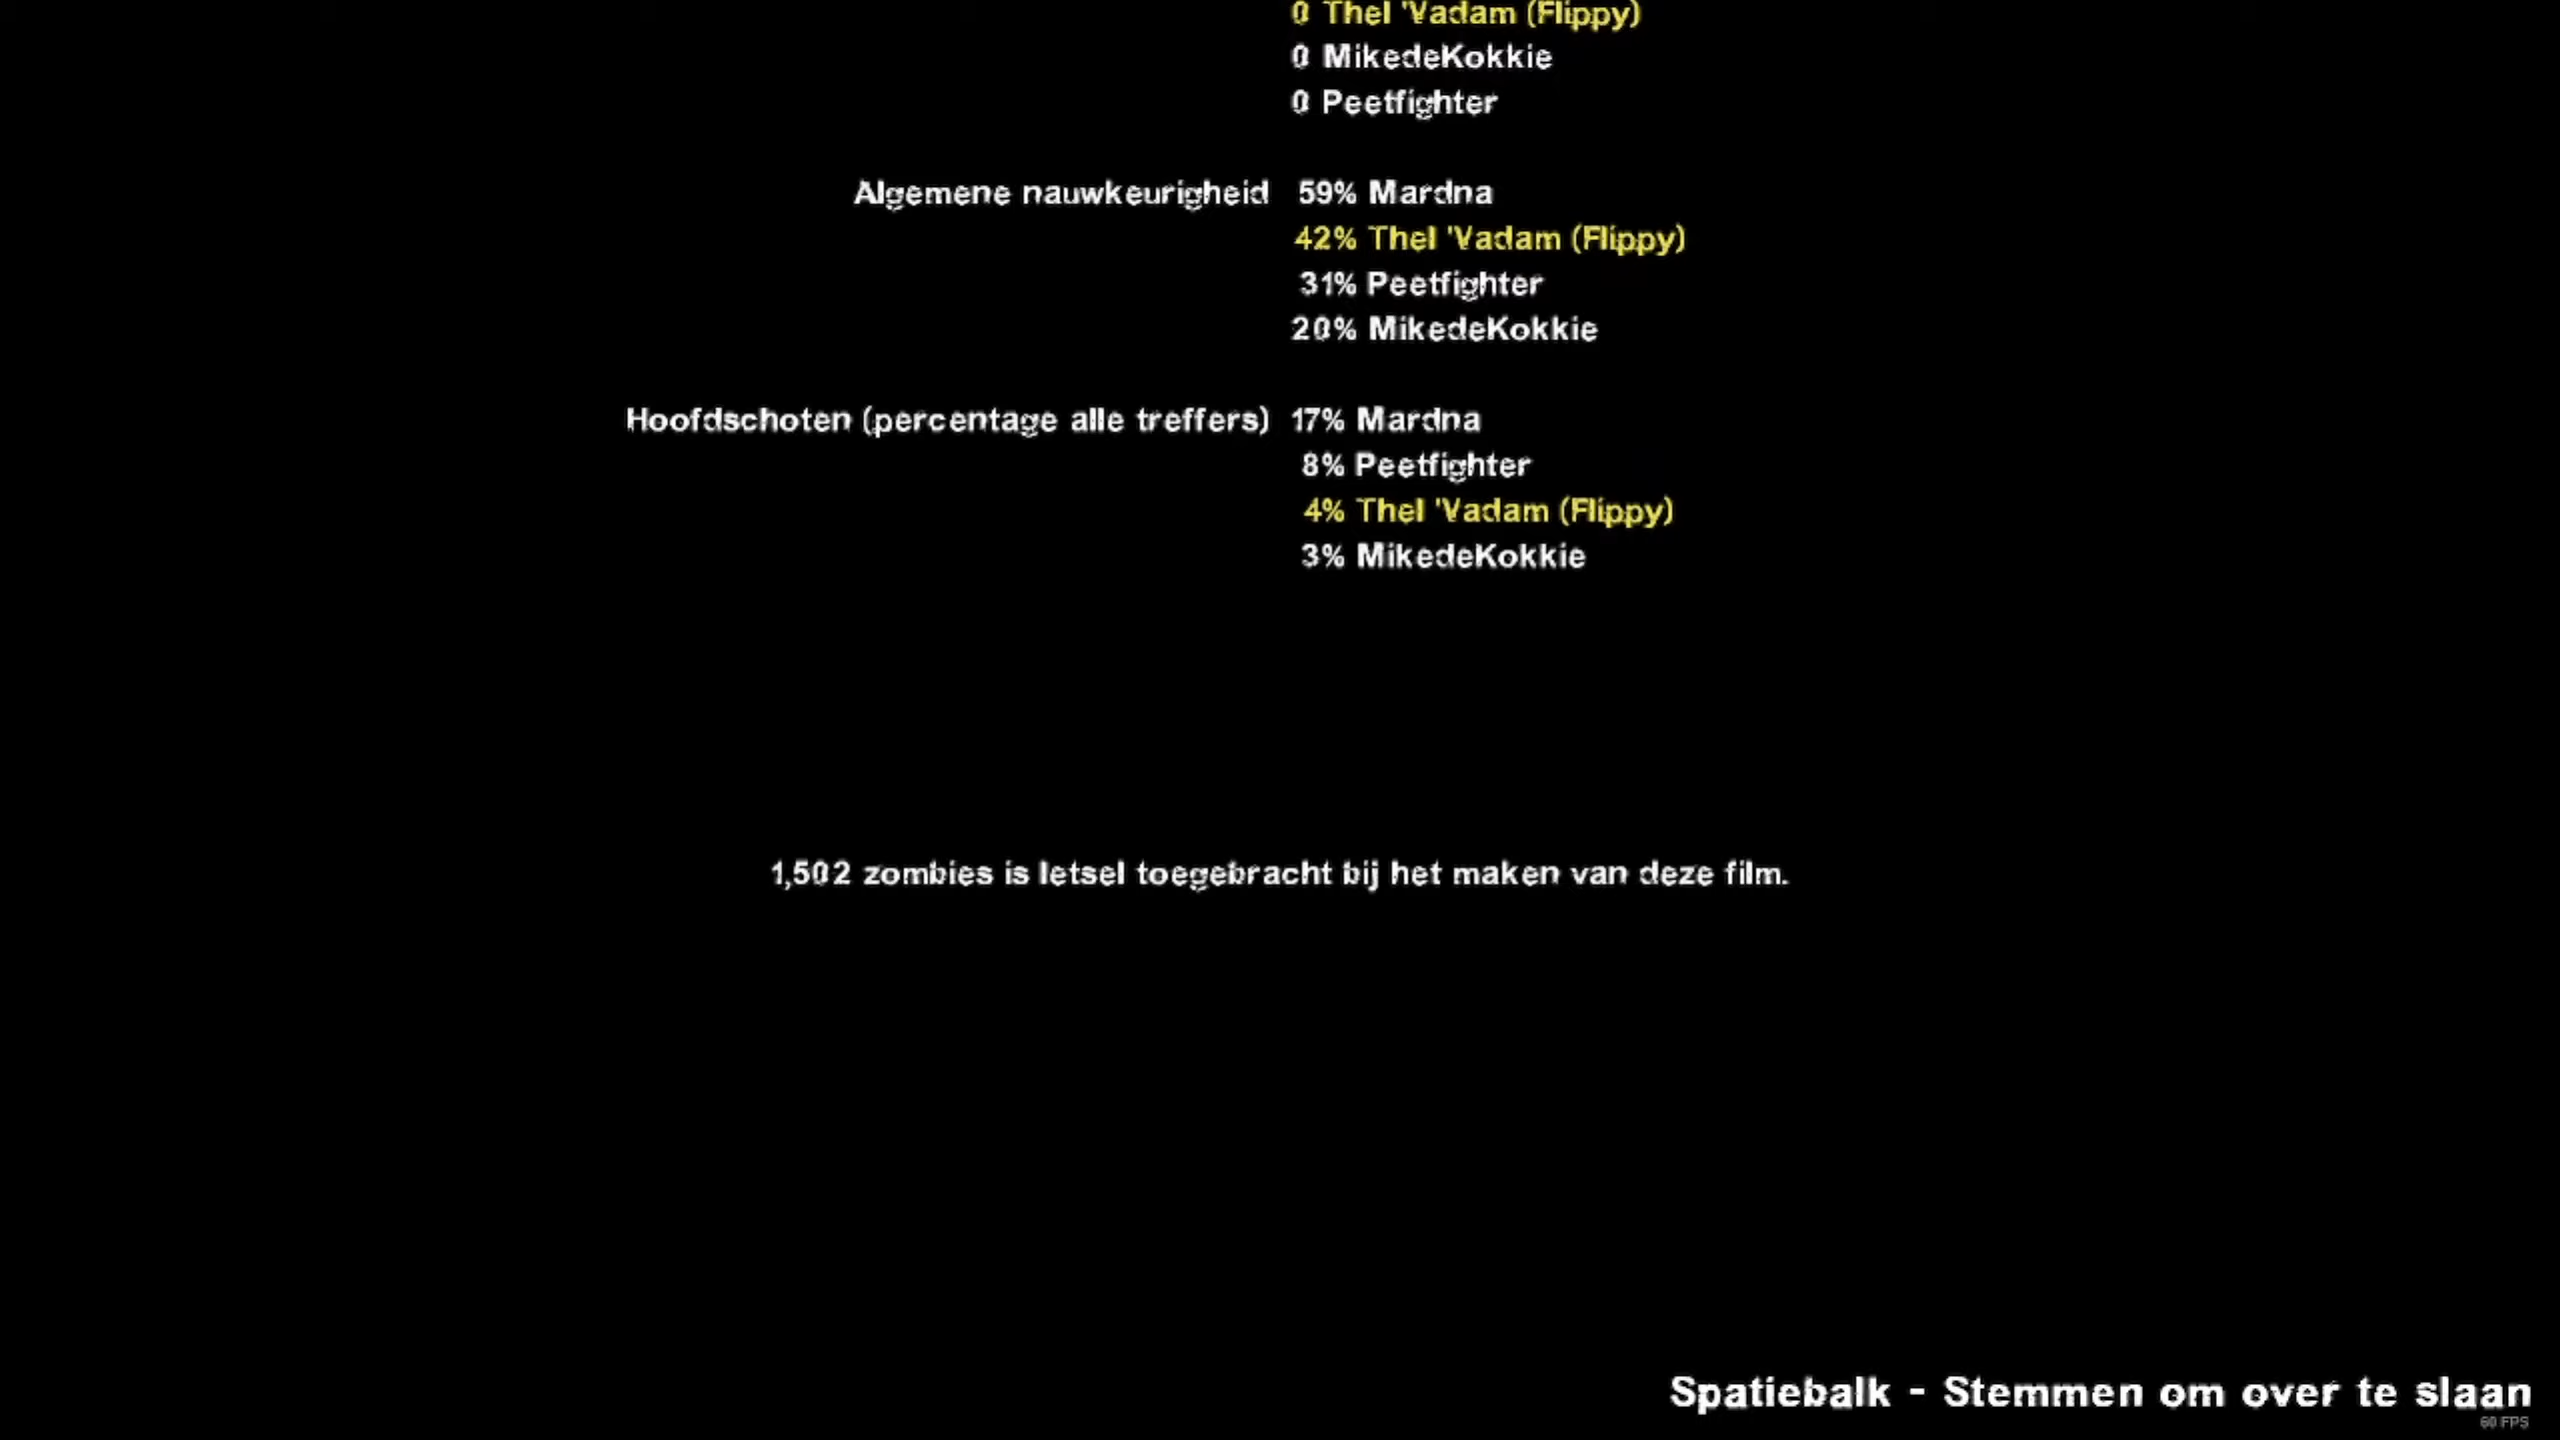 0 Thel 'Vadam (Flippy)
0 MikedeKokkie
0 Peetfighter
Algemene nauwkeurigheid 59% Mardna
42% Thel 'Vadam (Flippy)
31% Peetfighter
20% MikedeKokkie
Hoofdschoten (percentage alle treffers) 17% Mardna
8% Peetfighter
4% Thel 'Vadam (Flippy)
3% MikedeKokkie
1,502 zombies is letsel toegebracht bij het maken van deze film.
Spatiebalk - Stemmen om over te slaan
60 FPS